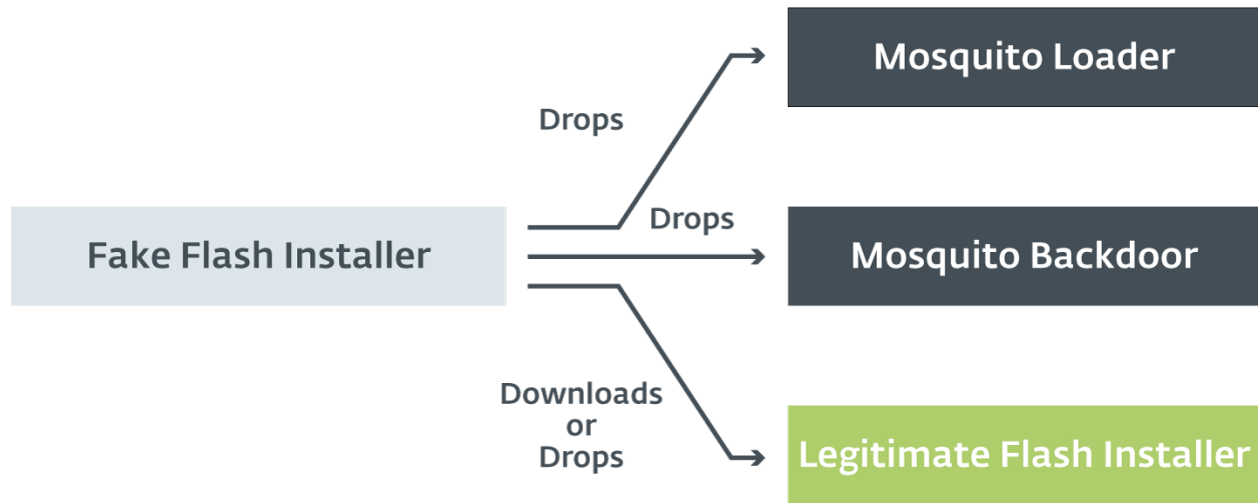 Mosquito Loader
Drops
Drops
Fake Flash Installer
Mosquito Backdoor
Downloads
or
Drops
Legitimate Flash Installer